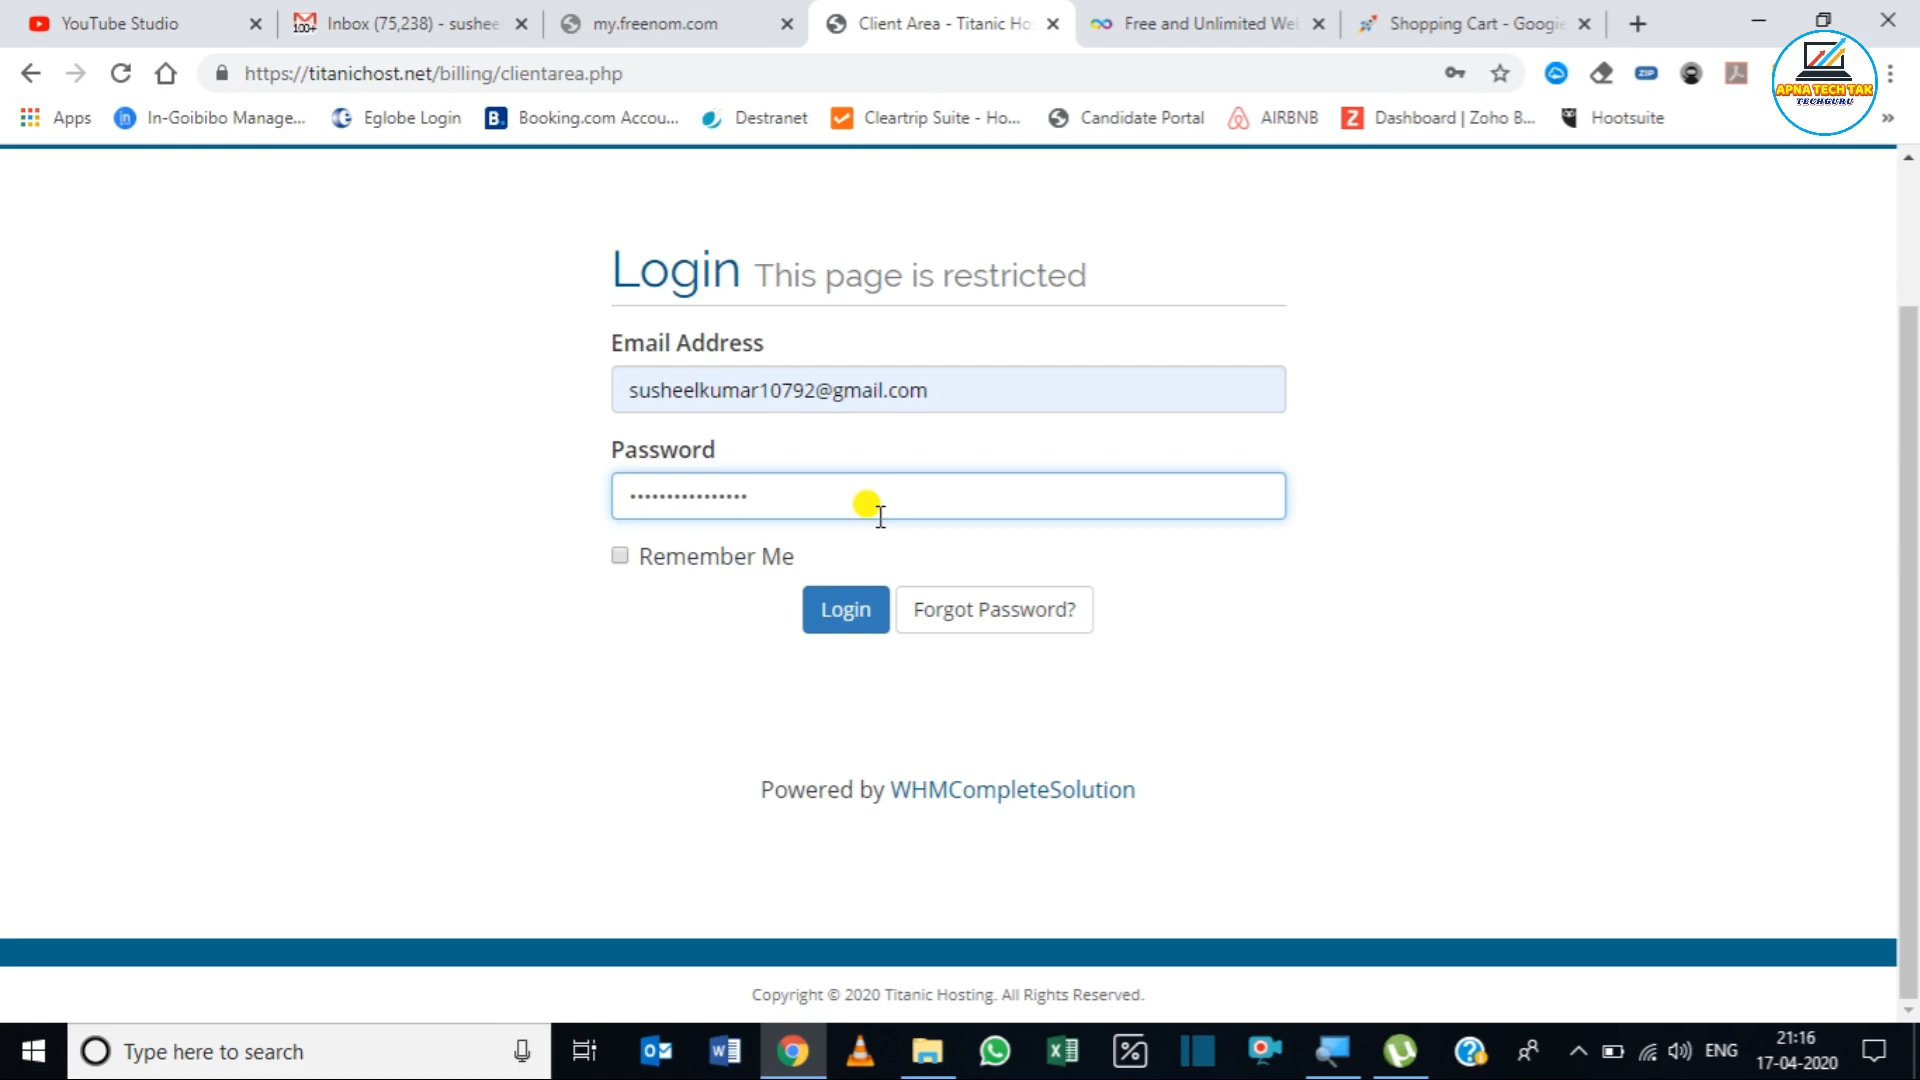 YouTube Studio
Inbox (75,238) - sushee
my.freenom.com
Client Area - Titanic Ho
Free and Unlimited We
Shopping Cart - Google
https://titanichost.net/billing/clientarea.php
ZIP
APNA TECH TAK
TECHGURU
Apps
In-Goibibo Manage...
Eglobe Login
Booking.com Accou...
Destranet
Cleartrip Suite - Ho...
Candidate Portal
AIRBNB
Dashboard | Zoho B...
Hootsuite
Login This page is restricted
Email Address
susheelkumar10792@gmail.com
Password
••••••••••••••••
Remember Me
Login
Forgot Password?
Powered by WHMCompleteSolution
Copyright © 2020 Titanic Hosting. All Rights Reserved.
Type here to search
ENG
21:16
17-04-2020